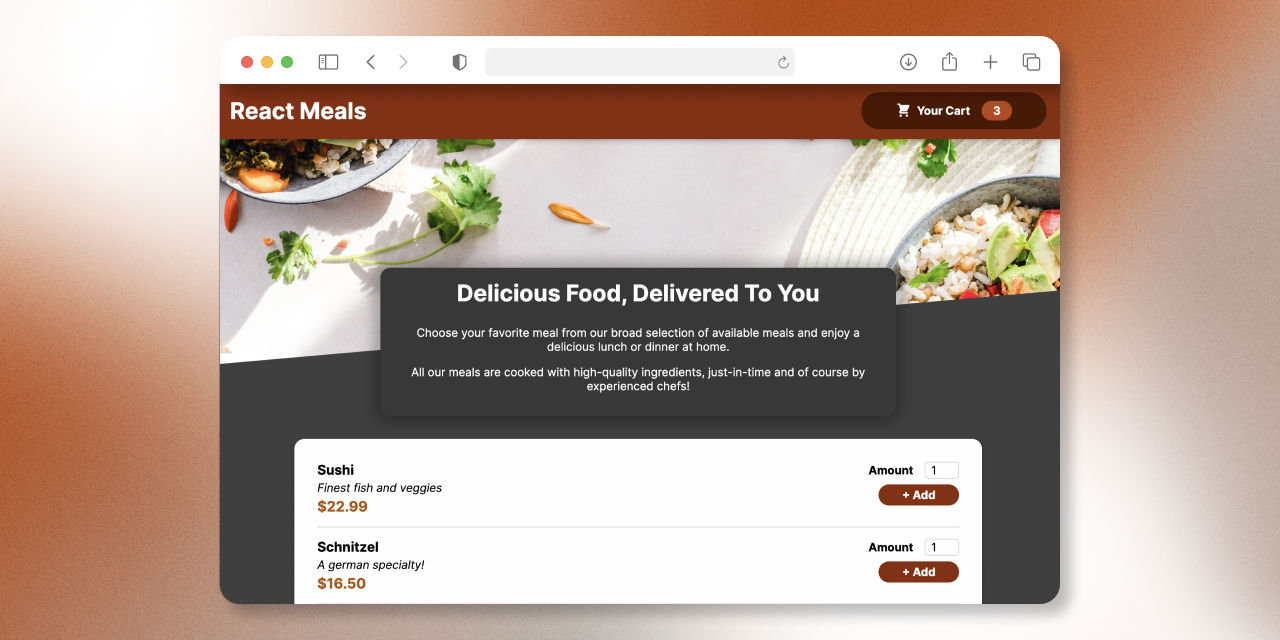 React Meals
Your Cart 3
Delicious Food, Delivered To You
Choose your favorite meal from our broad selection of available meals and enjoy a
delicious lunch or dinner at home.
All our meals are cooked with high-quality ingredients, just-in-time and of course by
experienced chefs!
Sushi
Finest fish and veggies
$22.99
Amount 1
+ Add
Schnitzel
A german specialty!
$16.50
Amount 1
+ Add